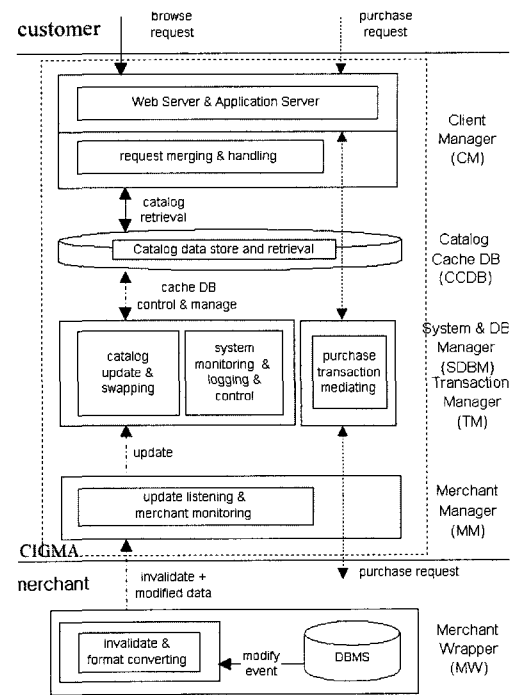 browse
request
purchase
request
customer
Web Server & Application Server
request merging & handling
Client
Manager
(CM)
catalog
retrieval
Catalog data store and retrieval
Catalog
Cache DB
(CCDB)
cache DB
control & manage
catalog
update &
swapping
system
monitoring &
logging &
control
purchase
transaction
mediating
System & DB
Manager
(SDBM)
Transaction
Manager
(TM)
update
update listening &
merchant monitoring
Merchant
Manager
(MM)
CIGMA
nerchant
invalidate +
modified data
purchase request
invalidate &
format converting
modify
event
DBMS
Merchant
Wrapper
(MW)